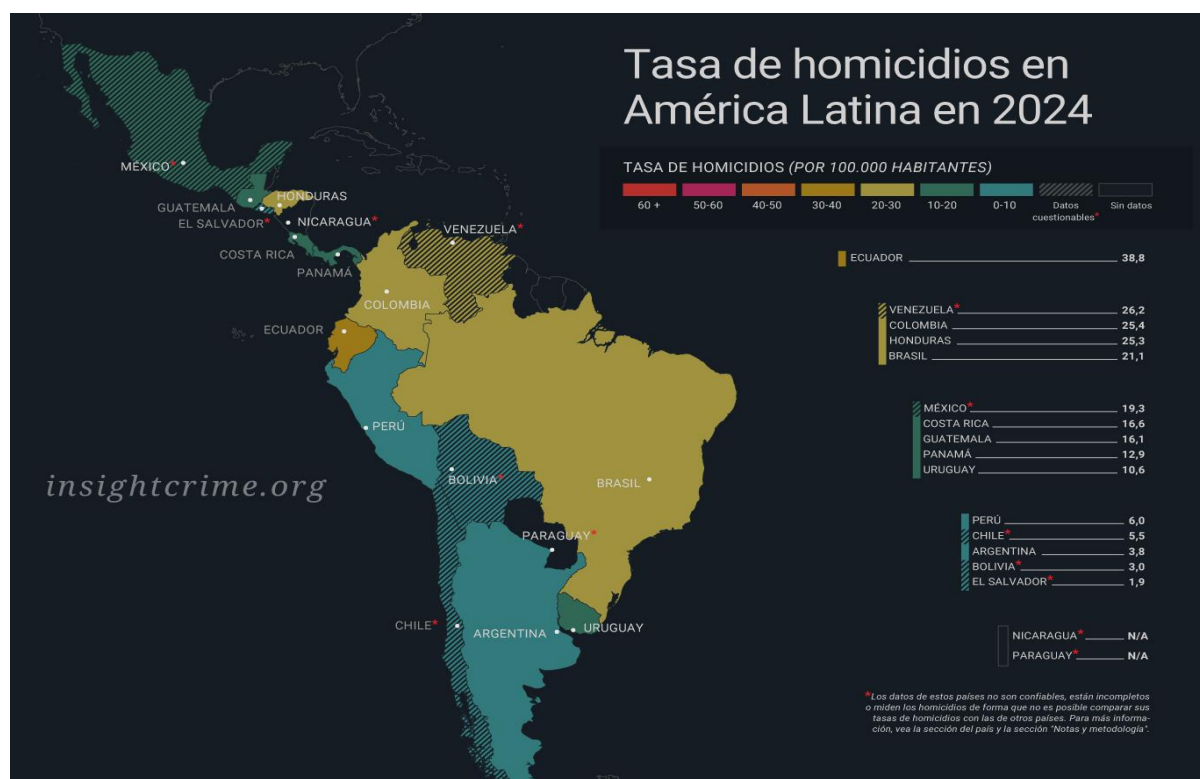 Tasa de homicidios en
América Latina en 2024
TASA DE HOMICIDIOS (POR 100.000 HABITANTES)
60 + 50-60 40-50 30-40 20-30 10-20 0-10 Datos cuestionables* Sin datos
MÉXICO*
HONDURAS
GUATEMALA
NICARAGUA*
EL SALVADOR*
VENEZUELA*
COSTA RICA
PANAMÁ
COLOMBIA
ECUADOR
PERÚ
BOLIVIA*
BRASIL
PARAGUAY*
CHILE*
ARGENTINA
URUGUAY
insightcrime.org
ECUADOR 38,8
VENEZUELA* 26,2
COLOMBIA 25,4
HONDURAS 25,3
BRASIL 21,1
MÉXICO* 19,3
COSTA RICA 16,6
GUATEMALA 16,1
PANAMÁ 12,9
URUGUAY 10,6
PERÚ 6,0
CHILE* 5,5
ARGENTINA 3,8
BOLIVIA* 3,0
EL SALVADOR* 1,9
NICARAGUA* N/A
PARAGUAY* N/A
*Los datos de estos países no son confiables, están incompletos
o miden los homicidios de forma que no es posible comparar sus
tasas de homicidios con las de otros países. Para más informa-
ción, vea la sección del país y la sección "Notas y metodología".